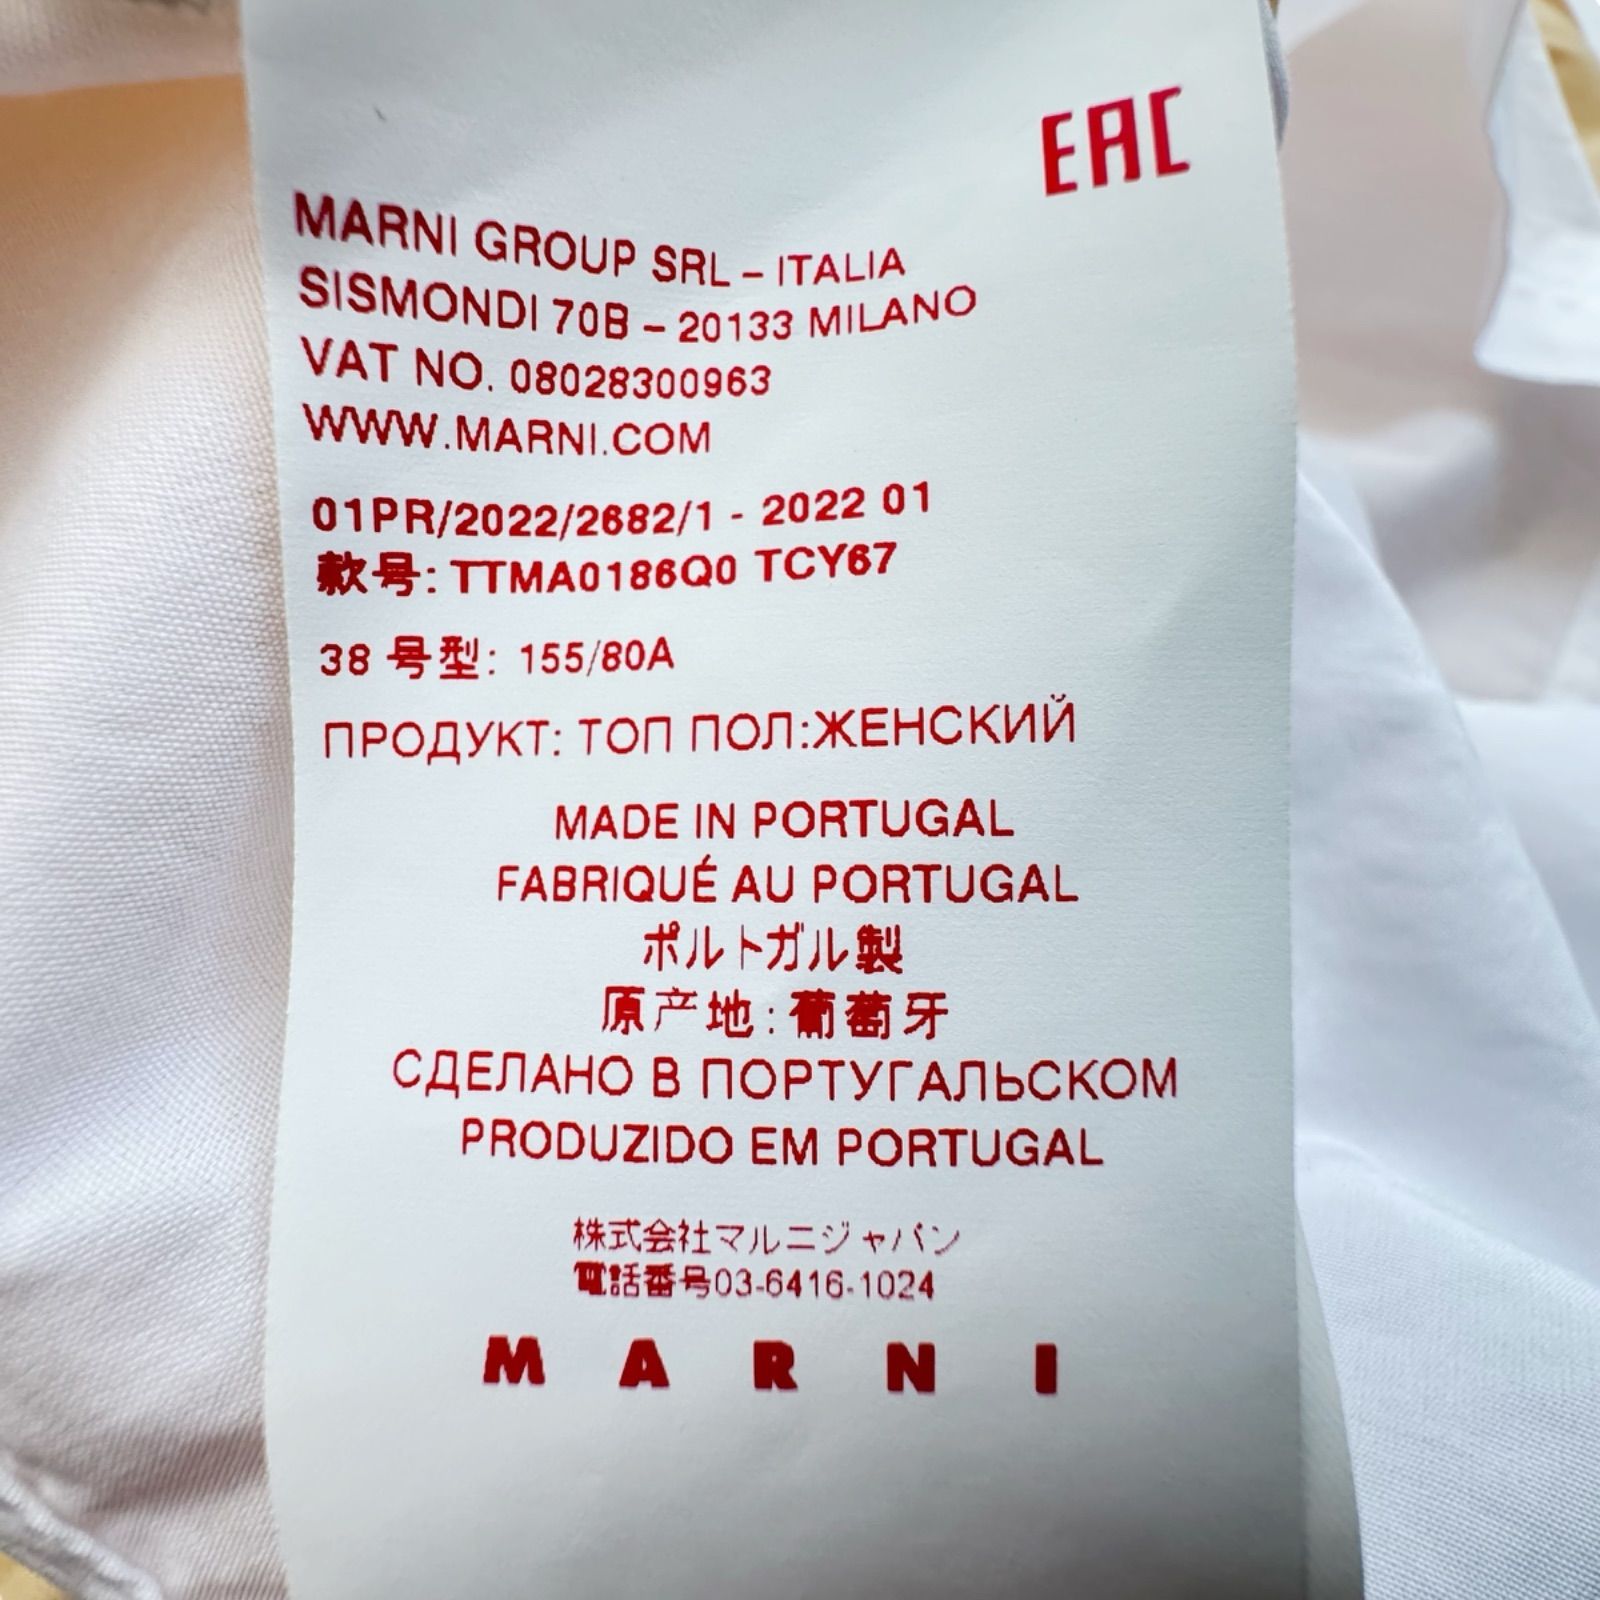 EAC
MARNI GROUP SRL – ITALIA
SISMONDI 70B – 20133 MILANO
VAT NO. 08028300963
WWW.MARNI.COM
01PR/2022/2682/1 - 2022 01
款号: TTMA0186Q0 TCY67
38 号型: 155/80A
ПРОДУКТ: ТОП ПОЛ:ЖЕНСКИЙ
MADE IN PORTUGAL
FABRIQUÉ AU PORTUGAL
ポルトガル製
原产地:葡萄牙
СДЕЛАНО В ПОРТУГАЛЬСКОМ
PRODUZIDO EM PORTUGAL
株式会社マルニジャパン
電話番号03-6416-1024
MARNI